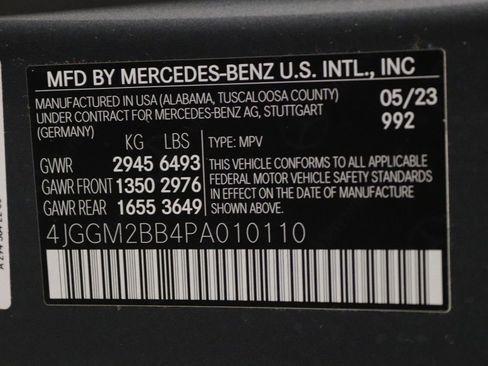 MFD BY MERCEDES-BENZ U.S. INTL., INC
MANUFACTURED IN USA (ALABAMA, TUSCALOOSA COUNTY) 05/23
UNDER CONTRACT FOR MERCEDES-BENZ AG, STUTTGART 992
(GERMANY)
KG LBS TYPE: MPV
GVWR 2945 6493 THIS VEHICLE CONFORMS TO ALL APPLICABLE
GAWR FRONT 1350 2976 FEDERAL MOTOR VEHICLE SAFETY STANDARDS
IN EFFECT ON THE DATE OF MANUFACTURE
GAWR REAR 1655 3649 SHOWN ABOVE.
4JGGM2BB4PA010110